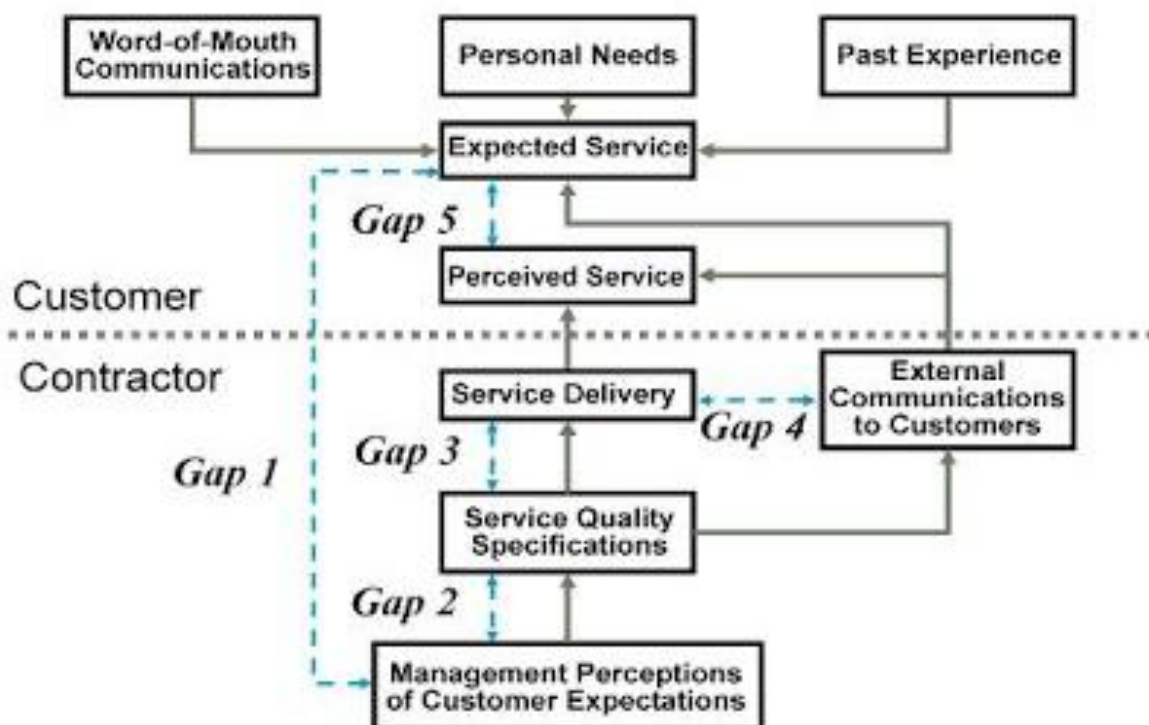 Word-of-Mouth
Communications
Personal Needs
Past Experience
Expected Service
Gap 5
Perceived Service
Customer
Contractor
Service Delivery
External
Communications
to Customers
Gap 4
Gap 3
Gap 1
Service Quality
Specifications
Gap 2
Management Perceptions
of Customer Expectations